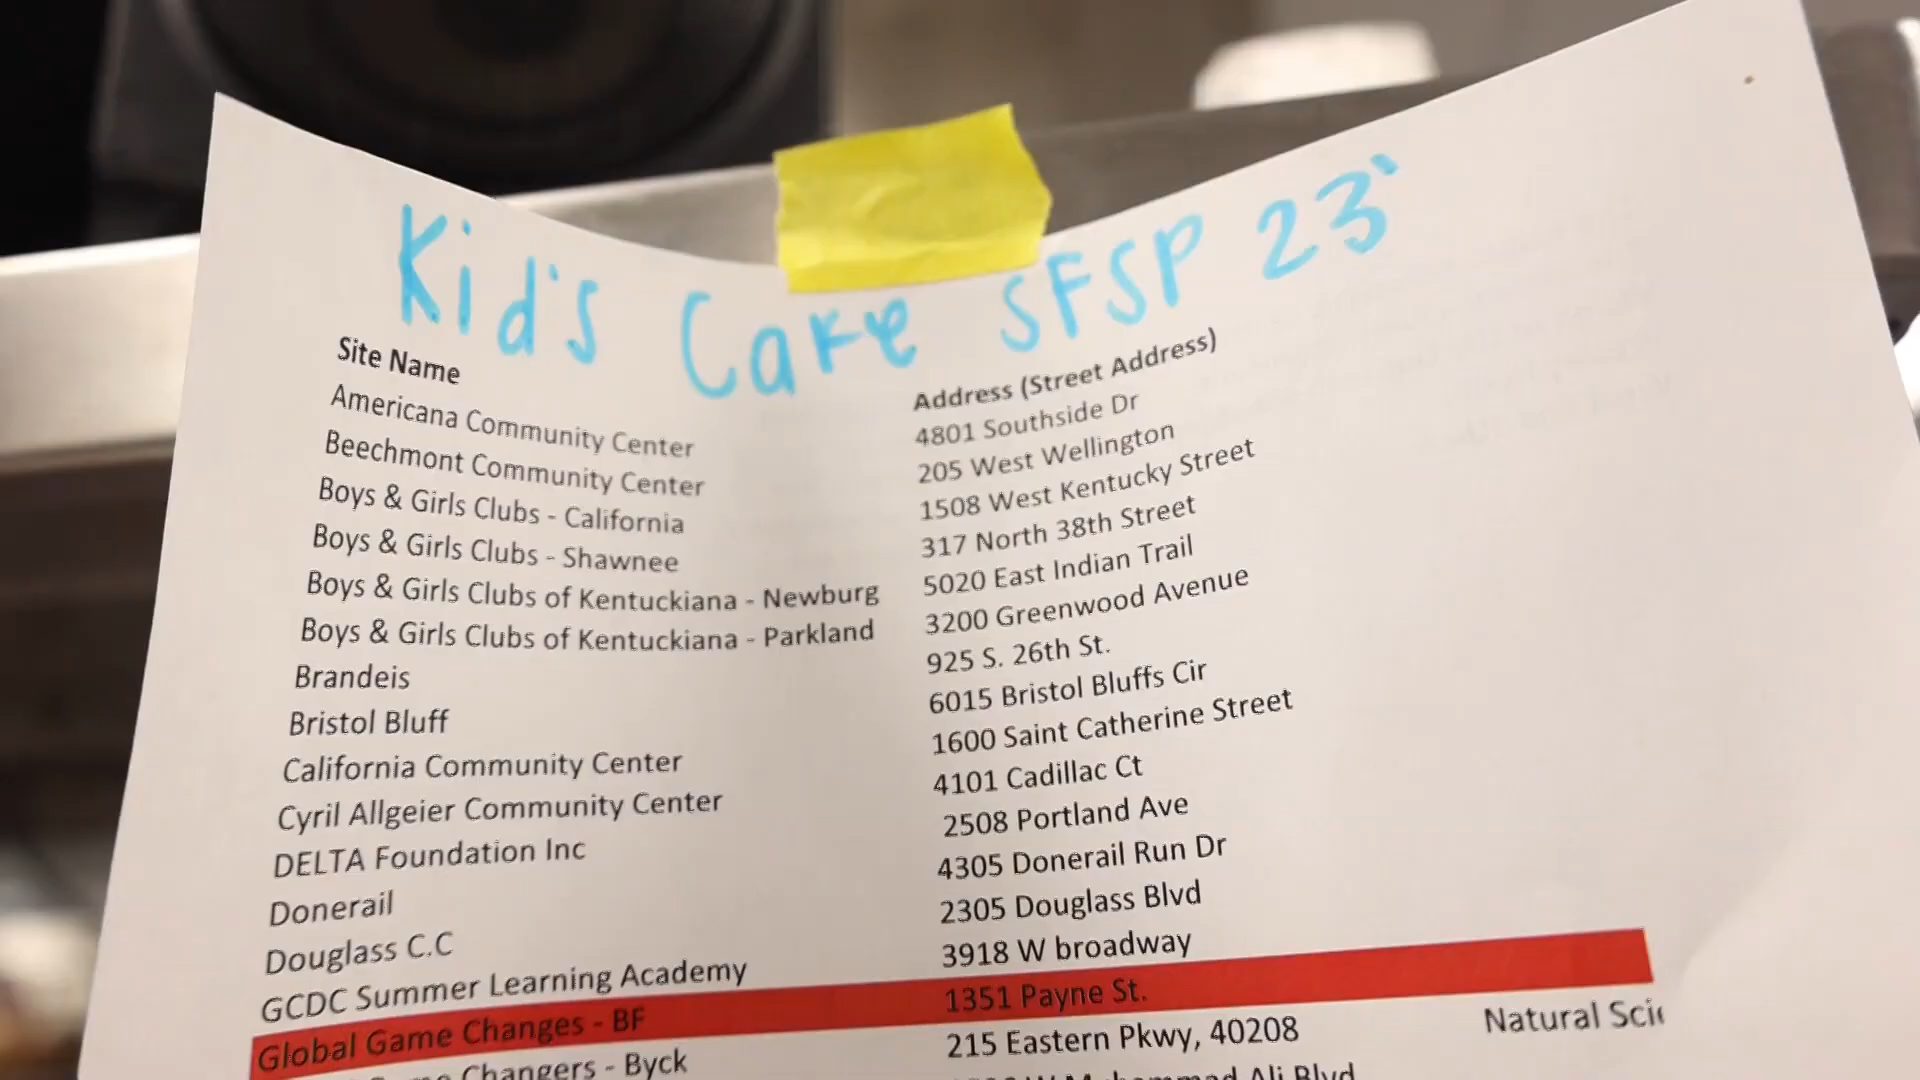 Kid's CaFe SFSP 23'
Site Name Address (Street Address)
Americana Community Center 4801 Southside Dr
Beechmont Community Center 205 West Wellington
Boys & Girls Clubs - California 1508 West Kentucky Street
Boys & Girls Clubs - Shawnee 317 North 38th Street
Boys & Girls Clubs of Kentuckiana - Newburg 5020 East Indian Trail
Boys & Girls Clubs of Kentuckiana - Parkland 3200 Greenwood Avenue
Brandeis 925 S. 26th St.
Bristol Bluff 6015 Bristol Bluffs Cir
California Community Center 1600 Saint Catherine Street
Cyril Allgeier Community Center 4101 Cadillac Ct
DELTA Foundation Inc 2508 Portland Ave
Donerail 4305 Donerail Run Dr
Douglass C.C 2305 Douglass Blvd
GCDC Summer Learning Academy 3918 W broadway
Global Game Changes - BF 1351 Payne St.
Changers - Byck 215 Eastern Pkwy, 40208 Natural
Ali Blvd